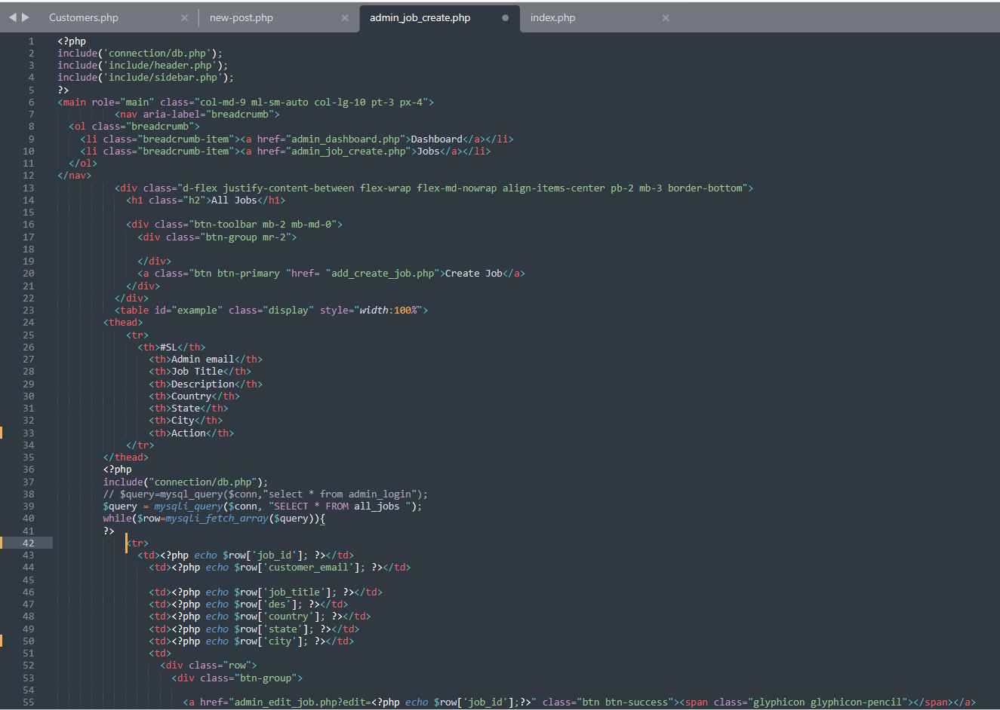 Customers.php new-post.php admin_job_create.php index.php
1 <?php
2 include('connection/db.php');
3 include('include/header.php');
4 include('include/sidebar.php');
5 ?>
6 <main role="main" class="col-md-9 ml-sm-auto col-lg-10 pt-3 px-4">
7 <nav aria-label="breadcrumb">
8 <ol class="breadcrumb">
9 <li class="breadcrumb-item"><a href="admin_dashboard.php">Dashboard</a></li>
10 <li class="breadcrumb-item"><a href="admin_job_create.php">Jobs</a></li>
11 </ol>
12 </nav>
13 <div class="d-flex justify-content-between flex-wrap flex-md-nowrap align-items-center pb-2 mb-3 border-bottom">
14 <h1 class="h2">All Jobs</h1>
15
16 <div class="btn-toolbar mb-2 mb-md-0">
17 <div class="btn-group mr-2">
18
19 </div>
20 <a class="btn btn-primary "href= "add_create_job.php">Create Job</a>
21 </div>
22 </div>
23 <table id="example" class="display" style="width:100%">
24 <thead>
25 <tr>
26 <th>#SL</th>
27 <th>Admin email</th>
28 <th>Job Title</th>
29 <th>Description</th>
30 <th>Country</th>
31 <th>State</th>
32 <th>City</th>
33 <th>Action</th>
34 </tr>
35 </thead>
36 <?php
37 include("connection/db.php");
38 // $query=mysql_query($conn,"select * from admin_login");
39 $query = mysqli_query($conn, "SELECT * FROM all_jobs ");
40 while($row=mysqli_fetch_array($query)){
41 ?>
42 <tr>
43 <td><?php echo $row['job_id']; ?></td>
44 <td><?php echo $row['customer_email']; ?></td>
45
46 <td><?php echo $row['job_title']; ?></td>
47 <td><?php echo $row['des']; ?></td>
48 <td><?php echo $row['country']; ?></td>
49 <td><?php echo $row['state']; ?></td>
50 <td><?php echo $row['city']; ?></td>
51 <td>
52 <div class="row">
53 <div class="btn-group">
54
55 <a href="admin_edit_job.php?edit=<?php echo $row['job_id'];?>" class="btn btn-success"><span class="glyphicon glyphicon-pencil"></span></a>